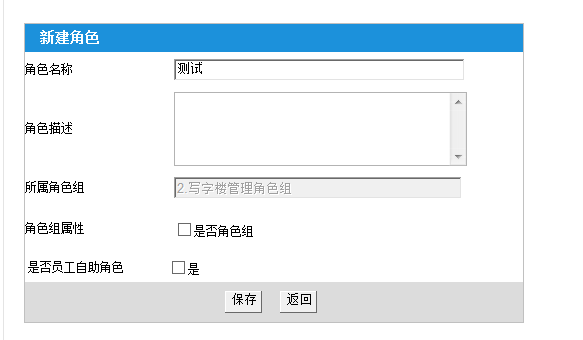 新建角色
角色名称 测试
角色描述
所属角色组 2.写字楼管理角色组
角色组属性 是否角色组
是否员工自助角色 是
保存 返回